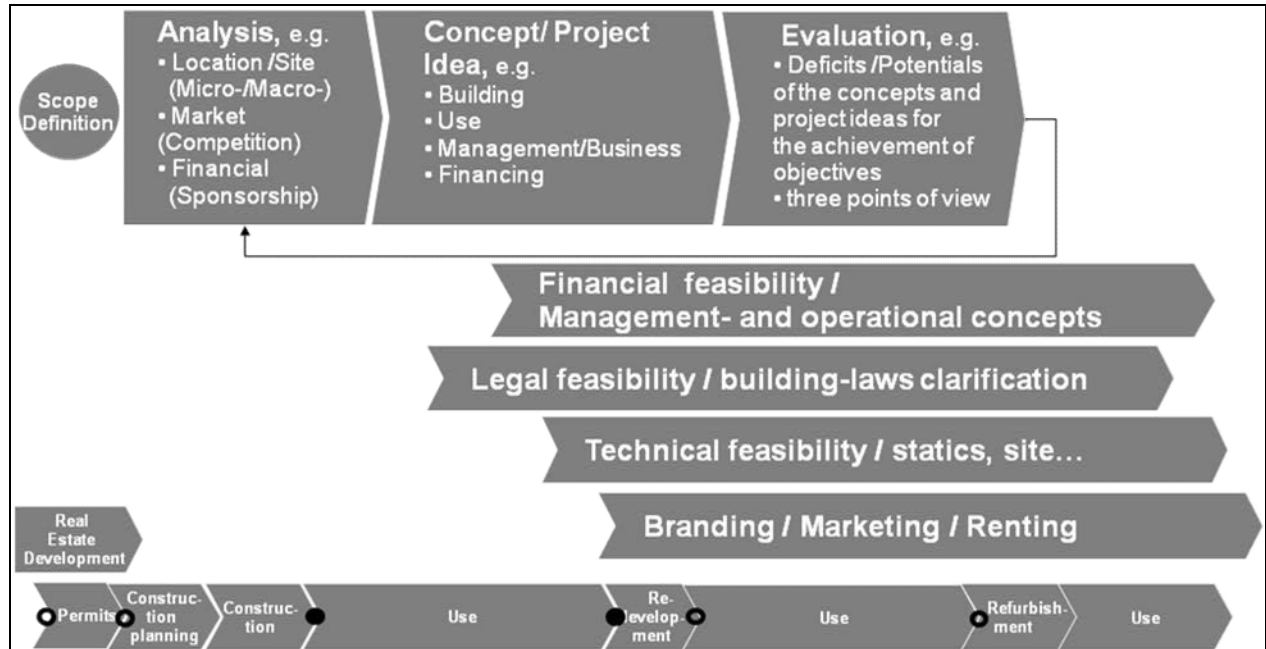 Scope
Definition
Analysis, e.g.
▪ Location /Site
(Micro-/Macro-)
▪ Market
(Competition)
▪ Financial
(Sponsorship)
Concept/ Project
Idea, e.g.
▪ Building
▪ Use
▪ Management/Business
▪ Financing
Evaluation, e.g.
▪ Deficits /Potentials
of the concepts and
project ideas for
the achievement of
objectives
▪ three points of view
Financial feasibility /
Management- and operational concepts
Legal feasibility / building-laws clarification
Technical feasibility / statics, site...
Branding / Marketing / Renting
Real
Estate
Development
Permits
Construc-
tion
planning
Construc-
tion
Use
Re-
develop-
ment
Use
Refurbish-
ment
Use